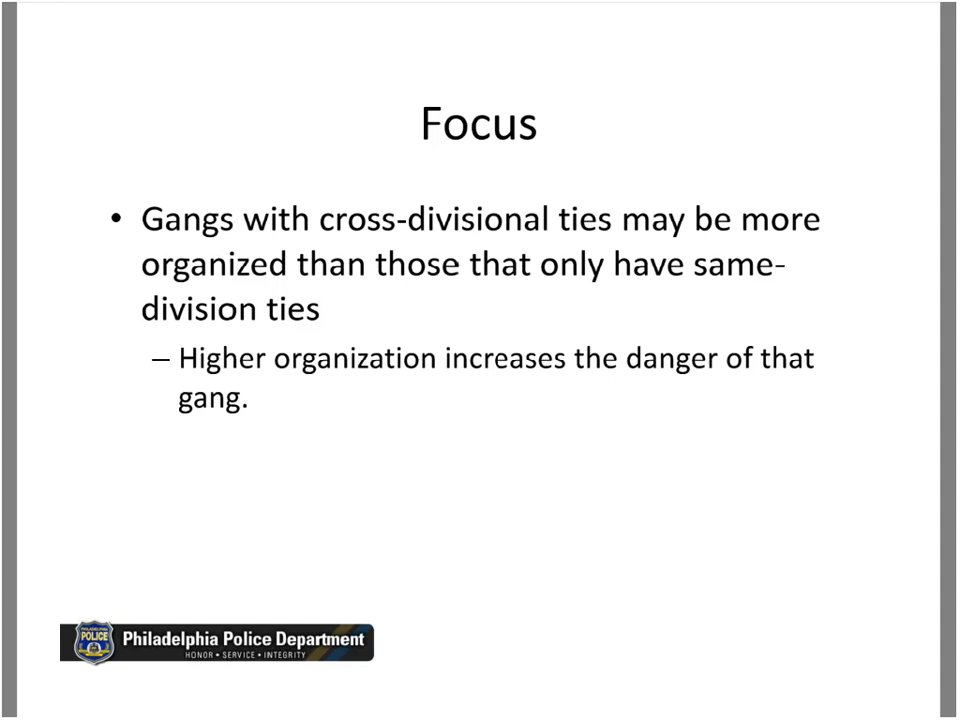 Focus
• Gangs with cross-divisional ties may be more
organized than those that only have same-
division ties
– Higher organization increases the danger of that
gang.
PHILADELPHIA
POLICE
Philadelphia Police Department
HONOR • SERVICE • INTEGRITY